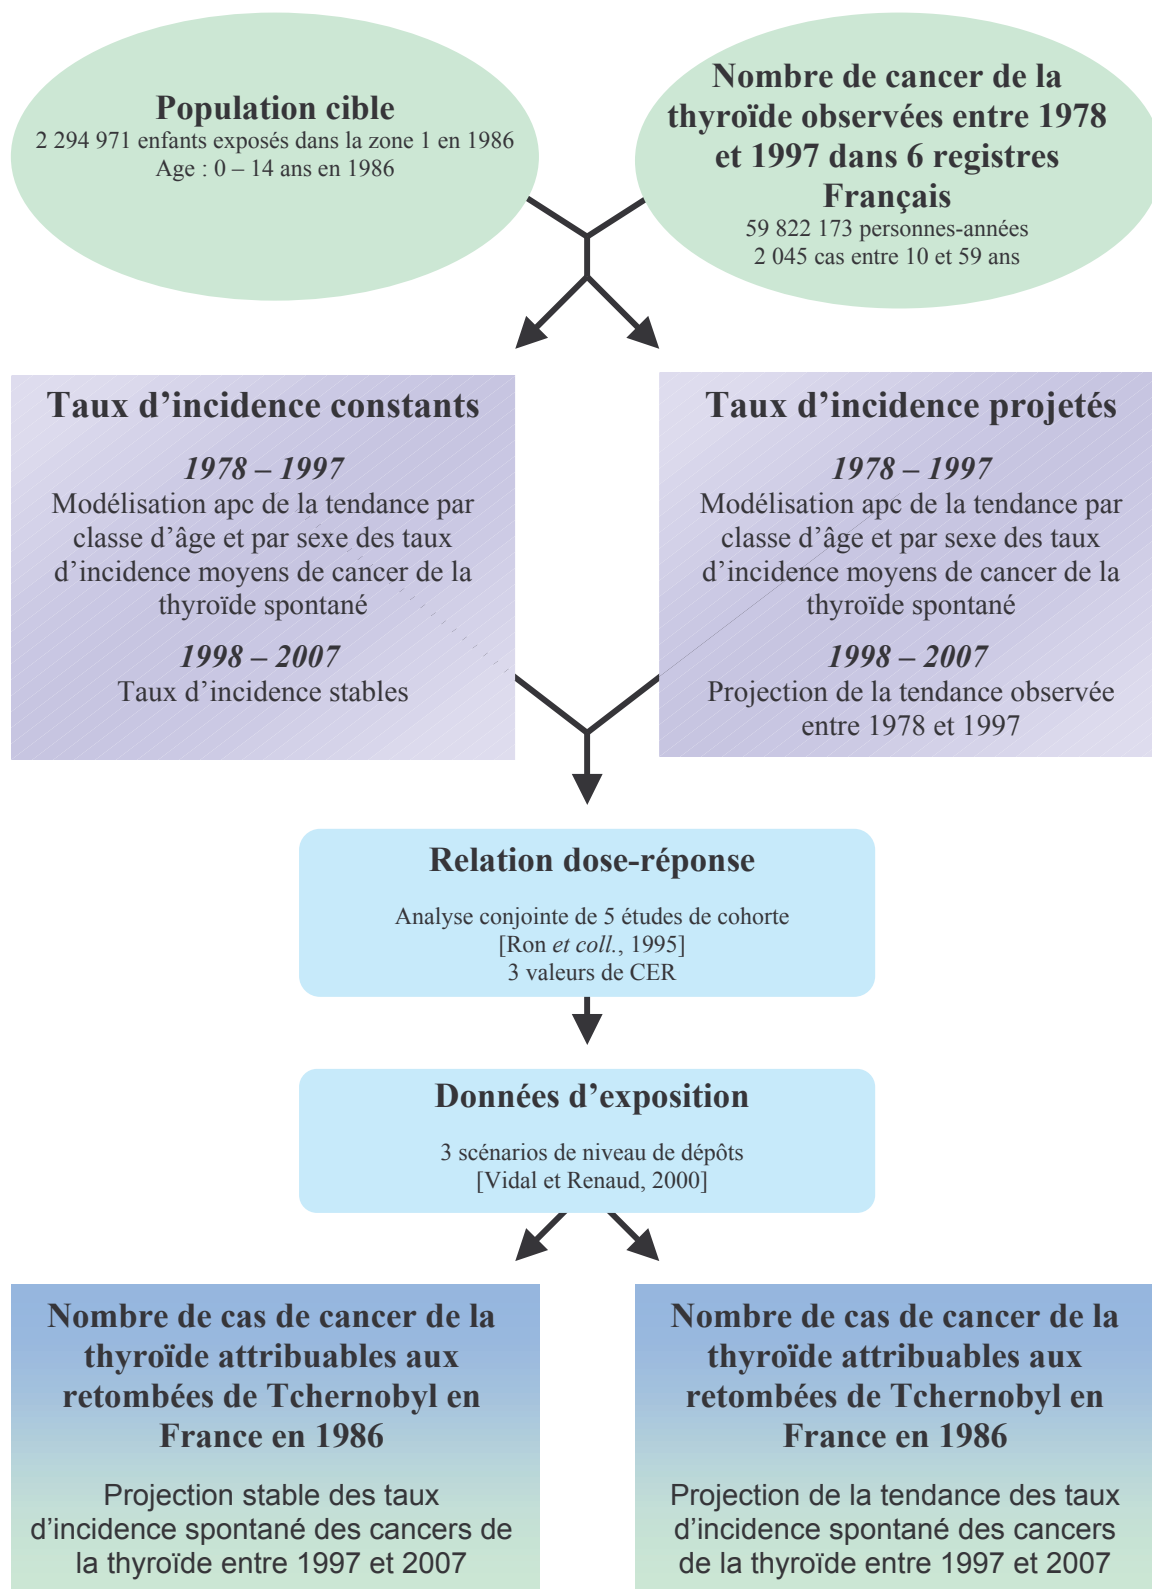 Population cible
2 294 971 enfants exposés dans la zone 1 en 1986
Age : 0 – 14 ans en 1986
Nombre de cancer de la
thyroïde observées entre 1978
et 1997 dans 6 registres
Français
59 822 173 personnes-années
2 045 cas entre 10 et 59 ans
Taux d’incidence constants
1978 – 1997
Modélisation apc de la tendance par
classe d’âge et par sexe des taux
d’incidence moyens de cancer de la
thyroïde spontané
1998 – 2007
Taux d’incidence stables
Taux d’incidence projetés
1978 – 1997
Modélisation apc de la tendance par
classe d’âge et par sexe des taux
d’incidence moyens de cancer de la
thyroïde spontané
1998 – 2007
Projection de la tendance observée
entre 1978 et 1997
Relation dose-réponse
Analyse conjointe de 5 études de cohorte
[Ron et coll., 1995]
3 valeurs de CER
Données d’exposition
3 scénarios de niveau de dépôts
[Vidal et Renaud, 2000]
Nombre de cas de cancer de la
thyroïde attribuables aux
retombées de Tchernobyl en
France en 1986
Projection stable des taux
d’incidence spontané des cancers de
la thyroïde entre 1997 et 2007
Nombre de cas de cancer de la
thyroïde attribuables aux
retombées de Tchernobyl en
France en 1986
Projection de la tendance des taux
d’incidence spontané des cancers
de la thyroïde entre 1997 et 2007